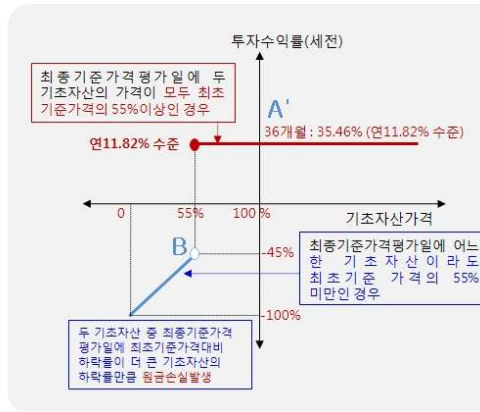 투자수익률(세전)
최종기준가격평가일에 두
기초자산의 가격이 모두 최초
기준가격의 55%이상인 경우
A'
36개월 : 35.46% (연11.82% 수준)
연11.82% 수준
0 55% 100 %
기초자산가격
B
-45%
최종기준가격평가일에 어느
한 기초자산이라도
최초기준 가격의 55%
미만인 경우
-100%
두 기초자산 중 최종기준가격
평가일에 최초기준가격대비
하락률이 더 큰 기초자산의
하락률만큼 원금손실발생